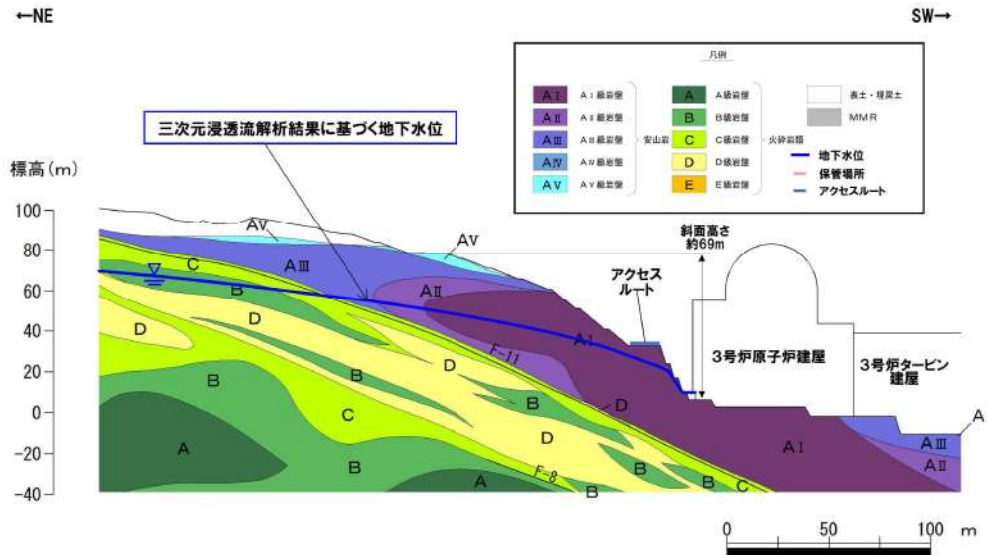 ←NE
SW→
凡例
AⅠ AⅠ級岩盤
AⅡ AⅡ級岩盤
AⅢ AⅢ級岩盤
AⅣ AⅣ級岩盤
AⅤ AⅤ級岩盤
安山岩
A A級岩盤
B B級岩盤
C C級岩盤
D D級岩盤
E E級岩盤
火砕岩類
表土・埋戻土
MMR
地下水位
保管場所
アクセスルート
三次元浸透流解析結果に基づく地下水位
標高(m)
100
80
60
40
20
0
-20
-40
斜面高さ
約69m
アクセス
ルート
3号炉原子炉建屋
3号炉タービン
建屋
AⅤ
AⅤ
AⅢ
C
B
AⅡ
D
D
AⅠ
F-11
D
B
B
B
D
C
A
D
AⅠ
A
AⅢ
AⅡ
B
A
F-8
B
B
B
C
0 50 100 m